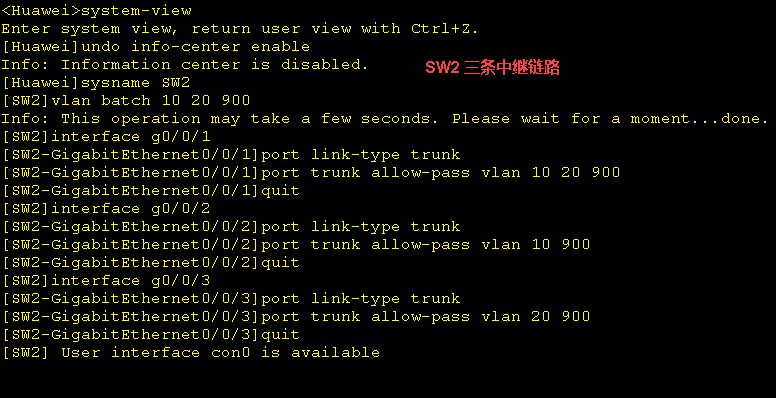 <Huawei>system-view
Enter system view, return user view with Ctrl+Z.
[Huawei]undo info-center enable
Info: Information center is disabled.
SW2 三条中继链路
[Huawei]sysname SW2
[SW2]vlan batch 10 20 900
Info: This operation may take a few seconds. Please wait for a moment...done.
[SW2]interface g0/0/1
[SW2-GigabitEthernet0/0/1]port link-type trunk
[SW2-GigabitEthernet0/0/1]port trunk allow-pass vlan 10 20 900
[SW2-GigabitEthernet0/0/1]quit
[SW2]interface g0/0/2
[SW2-GigabitEthernet0/0/2]port link-type trunk
[SW2-GigabitEthernet0/0/2]port trunk allow-pass vlan 10 900
[SW2-GigabitEthernet0/0/2]quit
[SW2]interface g0/0/3
[SW2-GigabitEthernet0/0/3]port link-type trunk
[SW2-GigabitEthernet0/0/3]port trunk allow-pass vlan 20 900
[SW2-GigabitEthernet0/0/3]quit
[SW2] User interface con0 is available